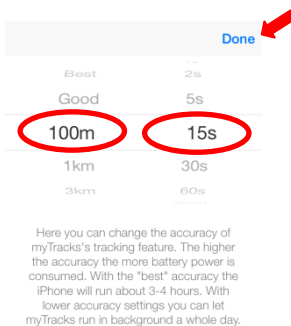 Done
Best 2s
Good 5s
100m 15s
1km 30s
3km 60s
Here you can change the accuracy of
myTracks's tracking feature. The higher
the accuracy the more battery power is
consumed. With the "best" accuracy the
iPhone will run about 3-4 hours. With
lower accuracy settings you can let
myTracks run in background a whole day.